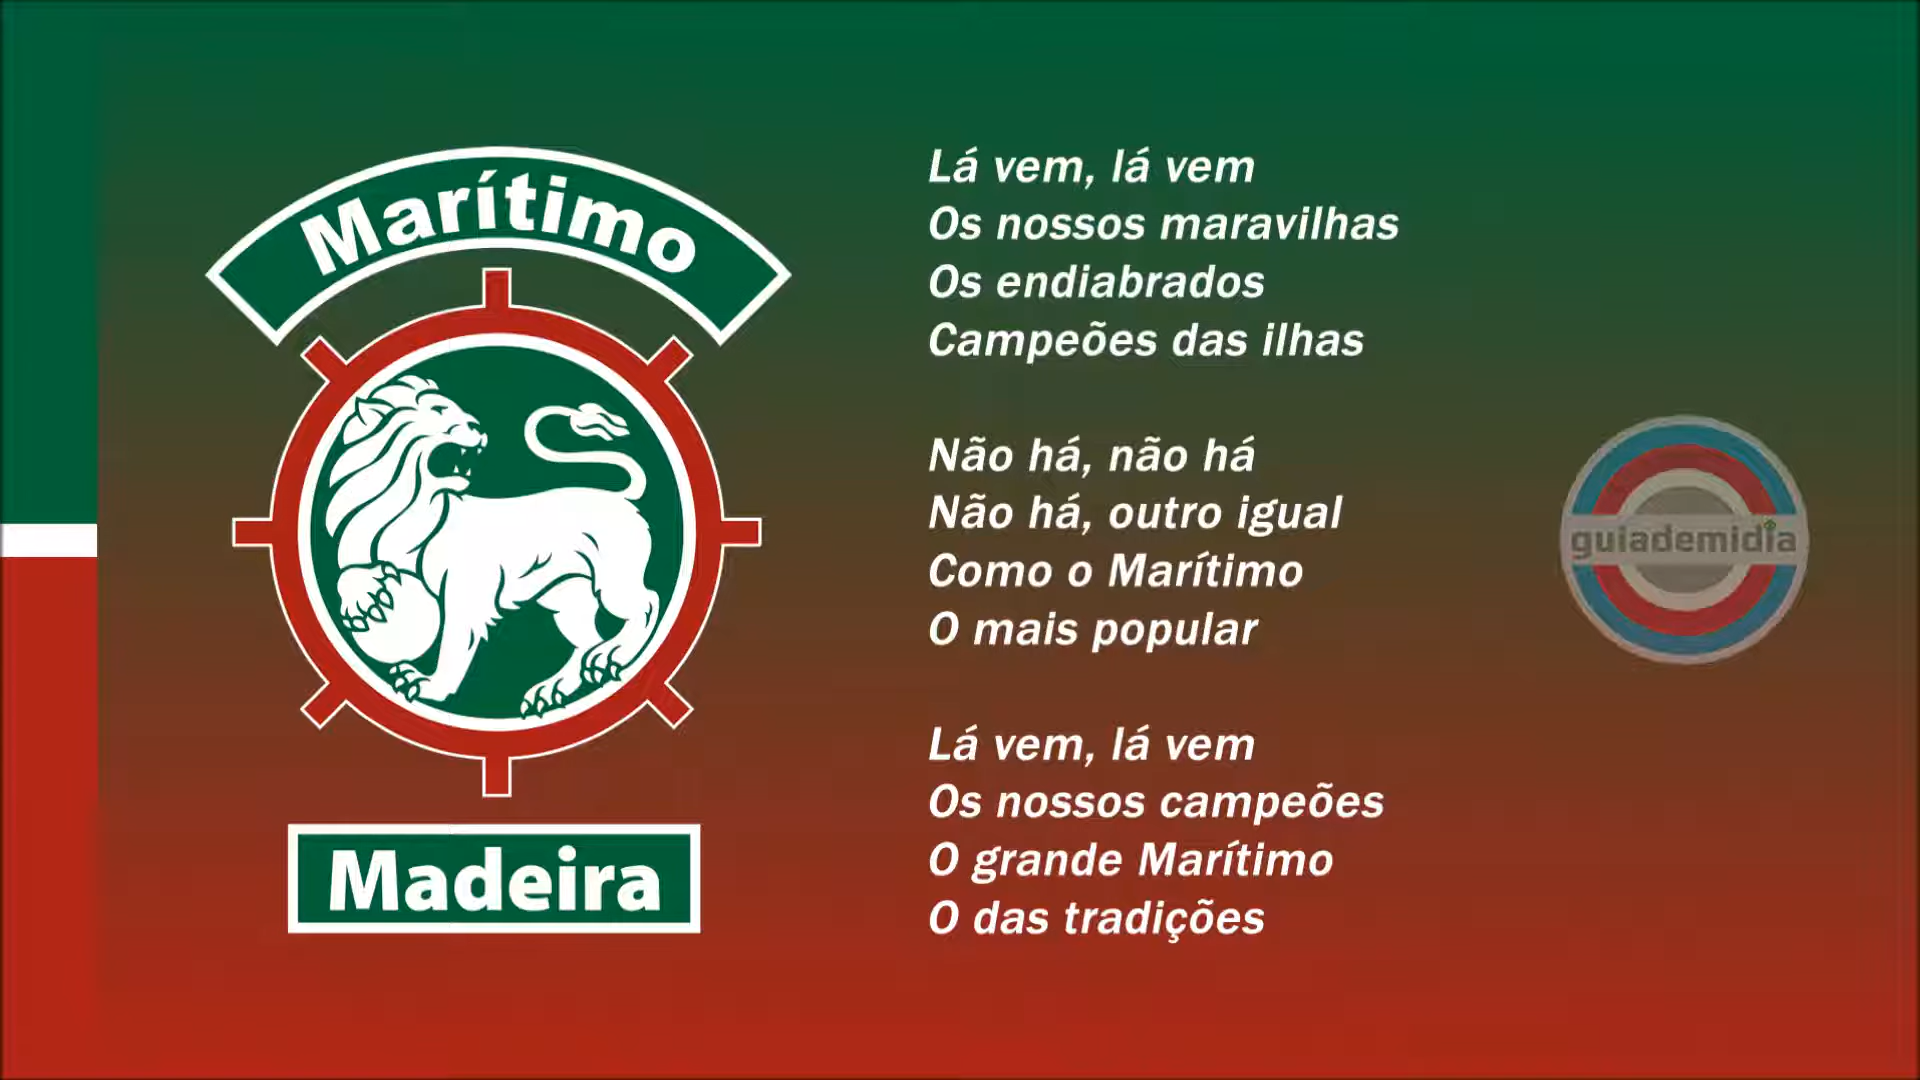 Marítimo
Madeira
Lá vem, lá vem
Os nossos maravilhas
Os endiabrados
Campeões das ilhas
Não há, não há
Não há, outro igual
Como o Marítimo
O mais popular
Lá vem, lá vem
Os nossos campeões
O grande Marítimo
O das tradições
guiademidia